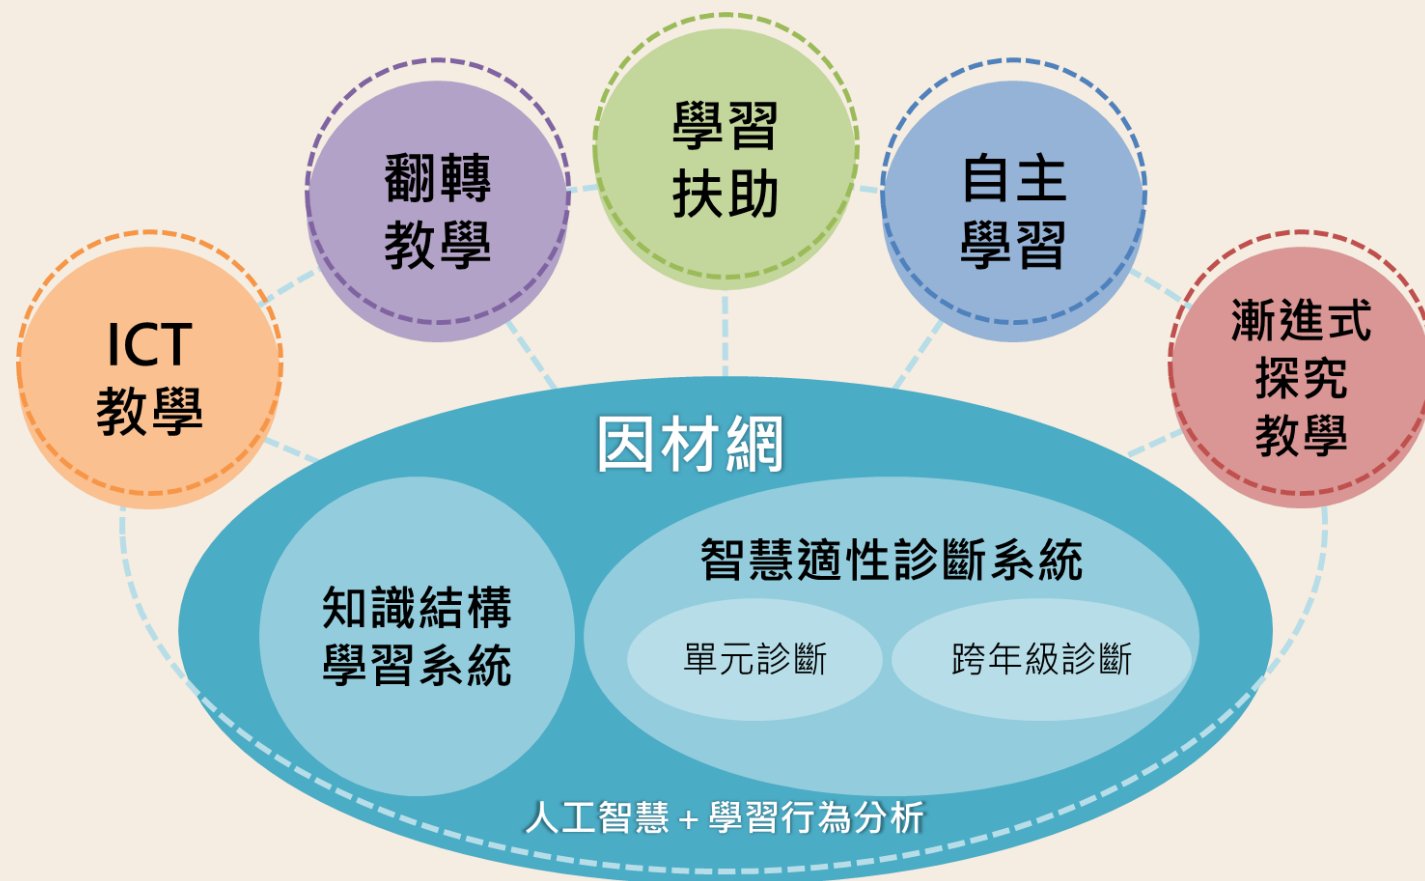 學習
扶助
翻轉
教學
自主
學習
ICT
教學
漸進式
探究
教學
因材網
知識結構
學習系統
智慧適性診斷系統
單元診斷
跨年級診斷
人工智慧 + 學習行為分析